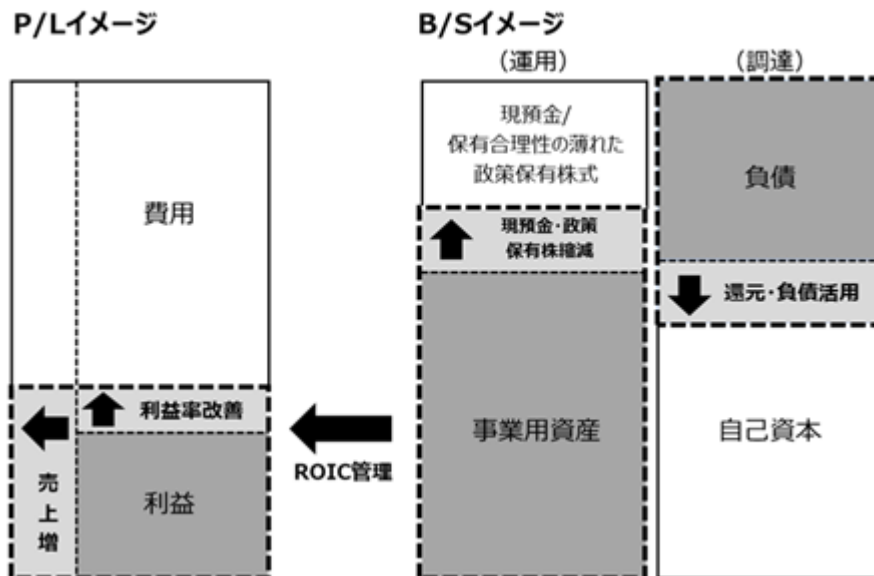 P/Lイメージ
費用
利益率改善
売上増
利益
ROIC管理
B/Sイメージ
（運用）
現預金/
保有合理性の薄れた
政策保有株式
現預金・政策
保有株縮減
事業用資産
（調達）
負債
還元・負債活用
自己資本